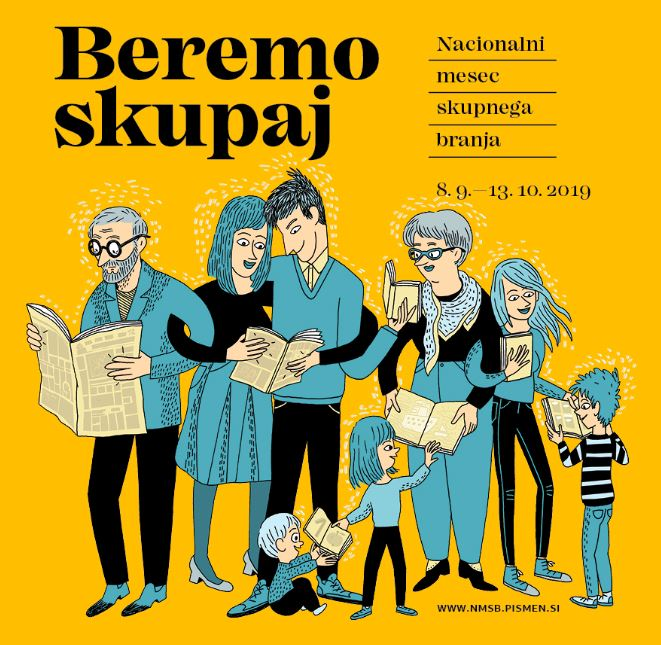 Beremo
skupaj
Nacionalni
mesec
skupnega
branja
8. 9.—13. 10. 2019
WWW.NMSB.PISMEN.SI